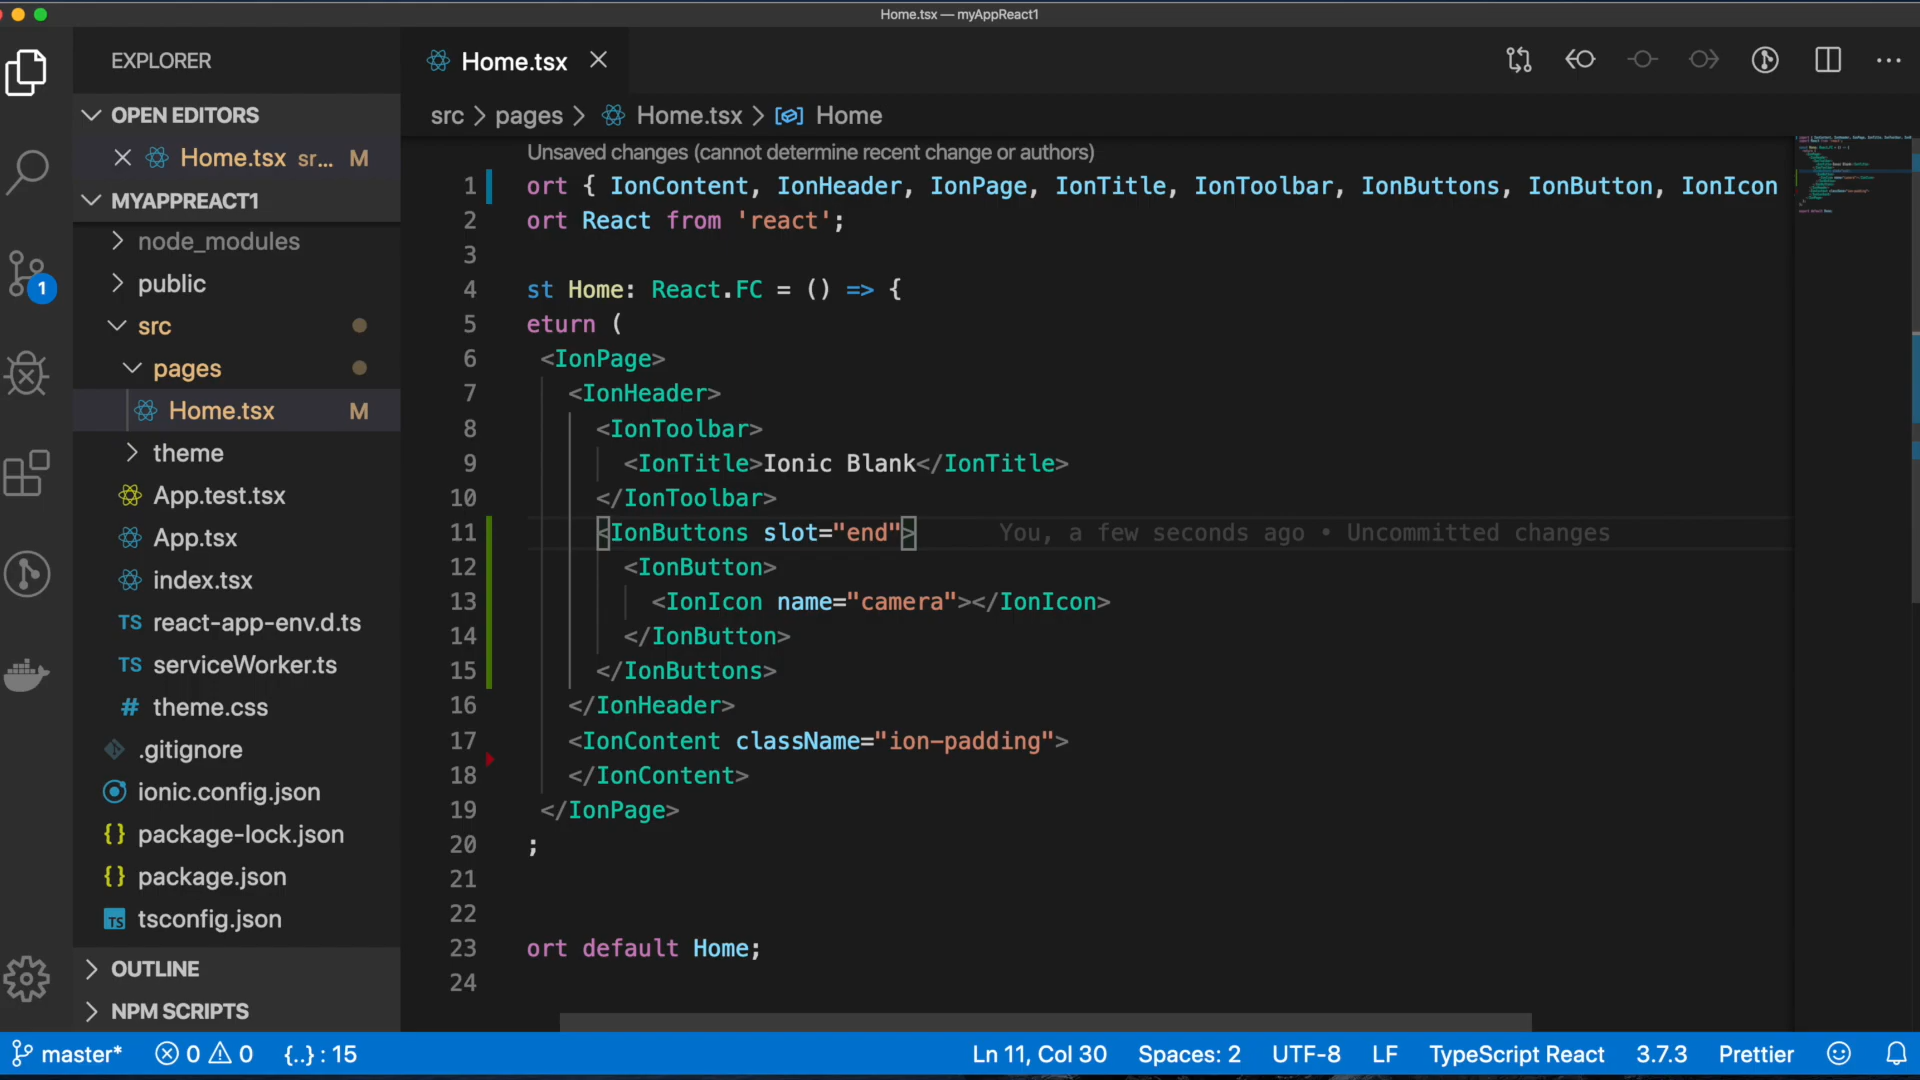 Home.tsx — myAppReact1
EXPLORER
OPEN EDITORS
Home.tsx sr... M
MYAPPREACT1
node_modules
public
src
pages
Home.tsx M
theme
App.test.tsx
App.tsx
index.tsx
TS react-app-env.d.ts
TS serviceWorker.ts
# theme.css
.gitignore
ionic.config.json
{} package-lock.json
{} package.json
TS tsconfig.json
OUTLINE
NPM SCRIPTS
1
Home.tsx
src > pages > Home.tsx > Home
Unsaved changes (cannot determine recent change or authors)
1 ort { IonContent, IonHeader, IonPage, IonTitle, IonToolbar, IonButtons, IonButton, IonIcon
2 ort React from 'react';
3
4 st Home: React.FC = () => {
5 eturn (
6 <IonPage>
7 <IonHeader>
8 <IonToolbar>
9 <IonTitle>Ionic Blank</IonTitle>
10 </IonToolbar>
11 <IonButtons slot="end"> You, a few seconds ago • Uncommitted changes
12 <IonButton>
13 <IonIcon name="camera"></IonIcon>
14 </IonButton>
15 </IonButtons>
16 </IonHeader>
17 <IonContent className="ion-padding">
18 </IonContent>
19 </IonPage>
20 ;
21
22
23 ort default Home;
24
master* 0 0 {..} : 15 Ln 11, Col 30 Spaces: 2 UTF-8 LF TypeScript React 3.7.3 Prettier